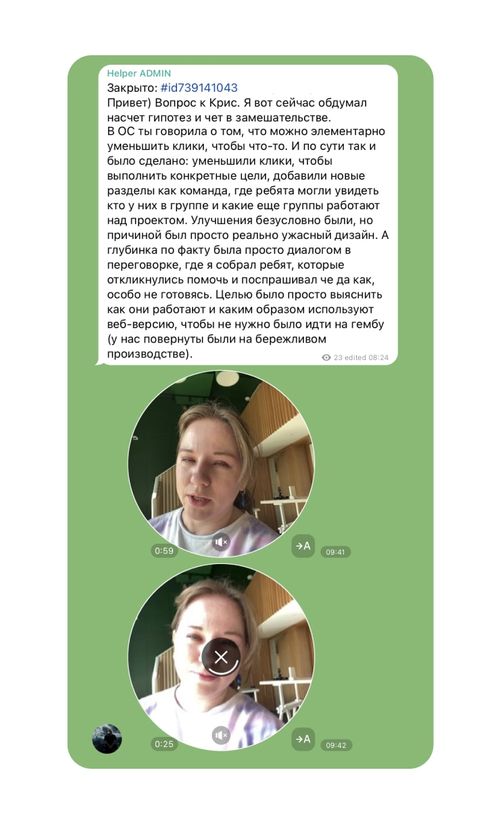 Helper ADMIN
Закрыто: #id739141043
Привет) Вопрос к Крис. Я вот сейчас обдумал
насчет гипотез и чет в замешательстве.
В ОС ты говорила о том, что можно элементарно
уменьшить клики, чтобы что-то. И по сути так и
было сделано: уменьшили клики, чтобы
выполнить конкретные цели, добавили новые
разделы как команда, где ребята могли увидеть
кто у них в группе и какие еще группы работают
над проектом. Улучшения безусловно были, но
причиной был просто реально ужасный дизайн. А
глубинка по факту была просто диалогом в
переговорке, где я собрал ребят, которые
откликнулись помочь и поспрашивал че да как,
особо не готовясь. Целью было просто выяснить
как они работают и каким образом используют
веб-версию, чтобы не нужно было идти на гембу
(у нас повернуты были на бережливом
производстве).
23 edited 08:24
0:59
→A
09:41
0:25
→A
09:42